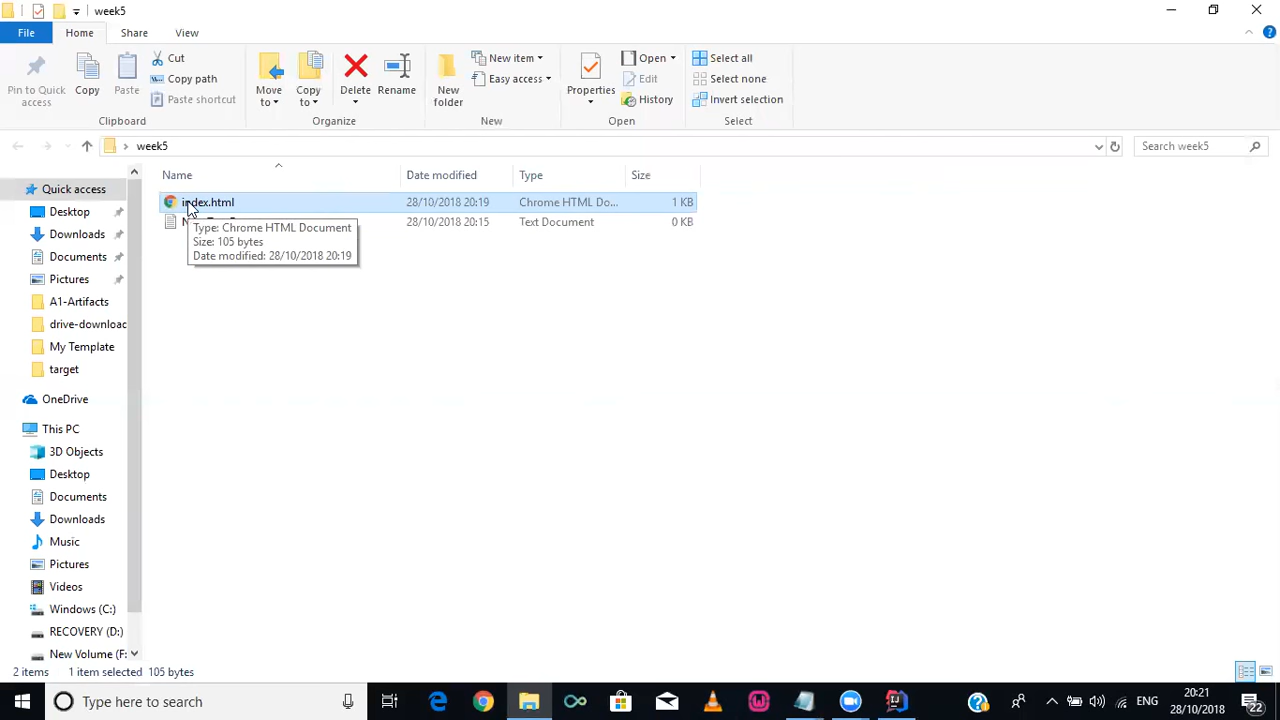 week5
File
Home
Share
View
Pin to Quick access
Copy
Paste
Cut
Copy path
Paste shortcut
Clipboard
Move to
Copy to
Delete
Rename
Organize
New folder
New item
Easy access
New
Properties
Open
Edit
History
Open
Select all
Select none
Invert selection
Select
week5
Search week5
Name
Date modified
Type
Size
index.html
28/10/2018 20:19
Chrome HTML Do...
1 KB
28/10/2018 20:15
Text Document
0 KB
Type: Chrome HTML Document
Size: 105 bytes
Date modified: 28/10/2018 20:19
Quick access
Desktop
Downloads
Documents
Pictures
A1-Artifacts
drive-download
My Template
target
OneDrive
This PC
3D Objects
Desktop
Documents
Downloads
Music
Pictures
Videos
Windows (C:)
RECOVERY (D:)
New Volume (F:
2 items
1 item selected
105 bytes
Type here to search
ENG
20:21
28/10/2018
22